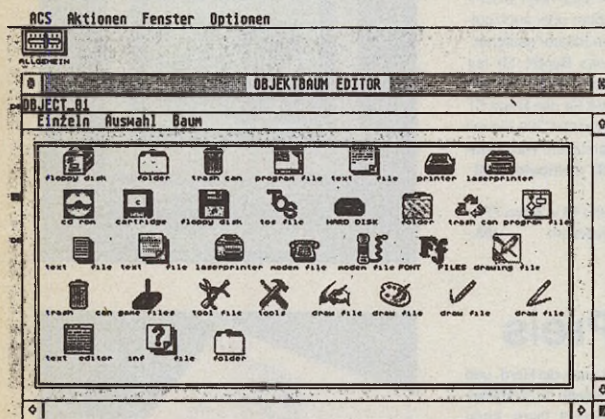 ACS Aktionen Fenster Optionen
ALLGEMEIN
OBJEKTBAUM EDITOR
OBJECT_01
Einzeln Auswahl Baum
floppy disk folder trash can program file text file printer laserprinter
cd rom cartridge floppy disk tos file HARD DISK folder trash can program file
text file text file laserprinter modem file modem file FONT FILES drawing file
trash can game files tool file tools draw file draw file draw file draw file
text editor inf file folder